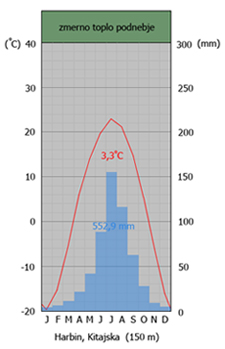 zmerno toplo podnebje
(°C) 40 300 (mm)
30 250
20 200
3,3°C
10 150
0 552,9 mm 100
-10 50
-20 0
J F M A M J J A S O N D
Harbin, Kitajska (150 m)